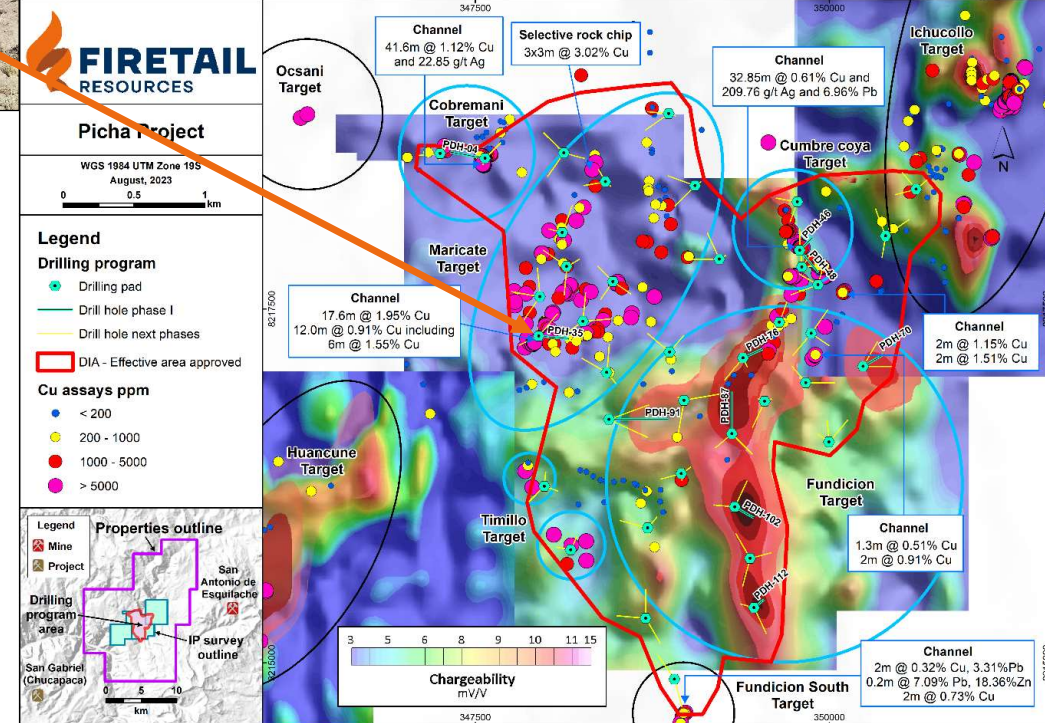 FIRETAIL
RESOURCES
Picha Project
WGS 1984 UTM Zone 19S
August, 2023
0 0.5 1
km
Legend
Drilling program
Drilling pad
Drill hole phase I
Drill hole next phases
DIA - Effective area approved
Cu assays ppm
< 200
200 - 1000
1000 - 5000
> 5000
Legend
Mine
Project
Properties outline
San
Antonio de
Esquilache
Drilling
program
area
IP survey
outline
San Gabriel
(Chucapaca)
0 5 10
km
347500
350000
Ocsani
Target
Channel
41.6m @ 1.12% Cu
and 22.85 g/t Ag
Selective rock chip
3x3m @ 3.02% Cu
Channel
32.85m @ 0.61% Cu and
209.76 g/t Ag and 6.96% Pb
Ichucollo
Target
Cobremani
Target
PDH-04
Cumbre coya
Target
N
Maricate
Target
PDH-46
PDH-48
8217500
Channel
17.6m @ 1.95% Cu
12.0m @ 0.91% Cu including
6m @ 1.55% Cu
PDH-35
PDH-76
PDH-70
Channel
2m @ 1.15% Cu
2m @ 1.51% Cu
PDH-91
PDH-87
Huancune
Target
Fundicion
Target
Timillo
Target
PDH-102
Channel
1.3m @ 0.51% Cu
2m @ 0.91% Cu
PDH-112
8215000
3 5 6 8 9 10 11 15
Chargeability
mV/V
Fundicion South
Target
Channel
2m @ 0.32% Cu, 3.31%Pb
0.2m @ 7.09% Pb, 18.36%Zn
2m @ 0.73% Cu
347500
350000